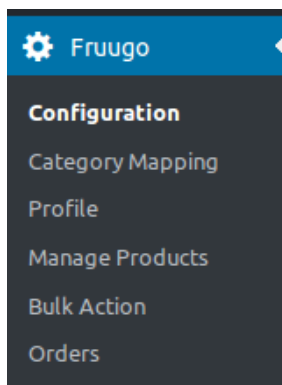 Fruugo
Configuration
Category Mapping
Profile
Manage Products
Bulk Action
Orders